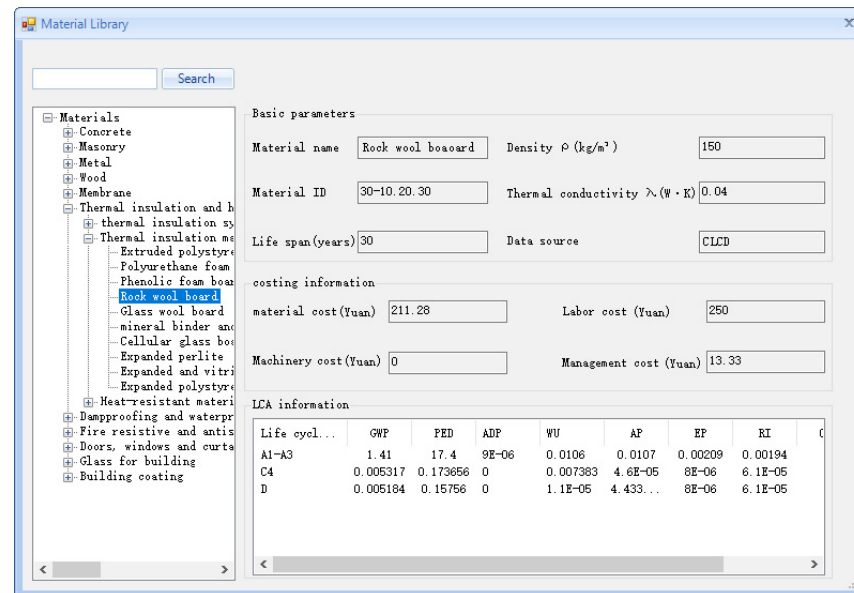 Material Library
Search
Materials
Concrete
Masonry
Metal
Wood
Membrane
Thermal insulation and h
thermal insulation sy
Thermal insulation me
Extruded polystyre
Polyurethane foam
Phenolic foam boar
Rock wool board
Glass wool board
mineral binder and
Cellular glass boa
Expanded perlite
Expanded and vitri
Expanded polystyre
Heat-resistant materi
Dampproofing and waterpr
Fire resistive and antis
Doors, windows and curta
Glass for building
Building coating
Basic parameters
Material name Rock wool boaoard Density ρ(kg/m³) 150
Material ID 30-10.20.30 Thermal conductivity λ(W·K) 0.04
Life span(years) 30 Data source CLCD
costing information
material cost(Yuan) 211.28 Labor cost (Yuan) 250
Machinery cost(Yuan) 0 Management cost (Yuan) 13.33
LCA information
Life cycl... GWP PED ADP WU AP EP RI
A1-A3 1.41 17.4 9E-06 0.0106 0.0107 0.00209 0.00194
C4 0.005317 0.173656 0 0.007383 4.6E-05 8E-06 6.1E-05
D 0.005184 0.15756 0 1.1E-05 4.433... 8E-06 6.1E-05